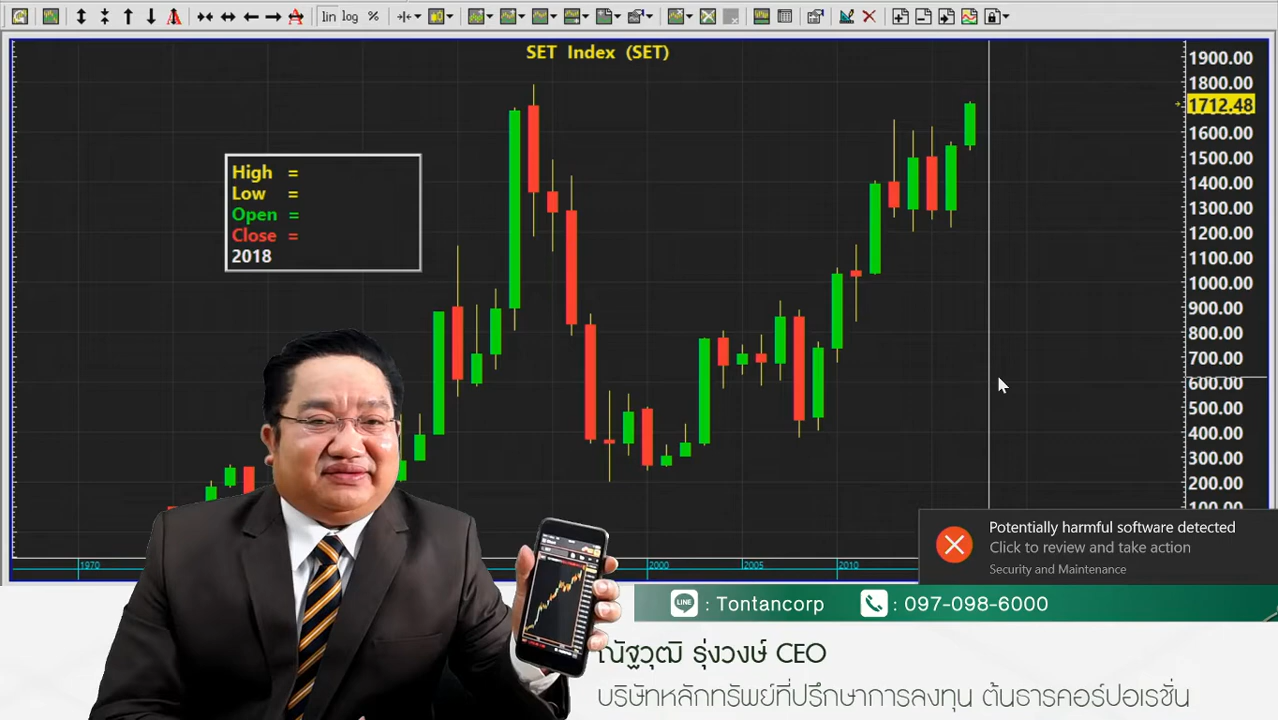 lin log %
SET Index (SET)
1900.00
1800.00
1712.48
1600.00
1500.00
1400.00
1300.00
1200.00
1100.00
1000.00
900.00
800.00
700.00
600.00
500.00
400.00
300.00
200.00
100.00
High =
Low =
Open =
Close =
2018
1970
2000
2005
2010
Potentially harmful software detected
Click to review and take action
Security and Maintenance
LINE : Tontancorp : 097-098-6000
ณัฐวุฒิ รุ่งวงษ์ CEO
บริษัทหลักทรัพย์ที่ปรึกษาการลงทุน ต้นธารคอร์ปอเรชั่น